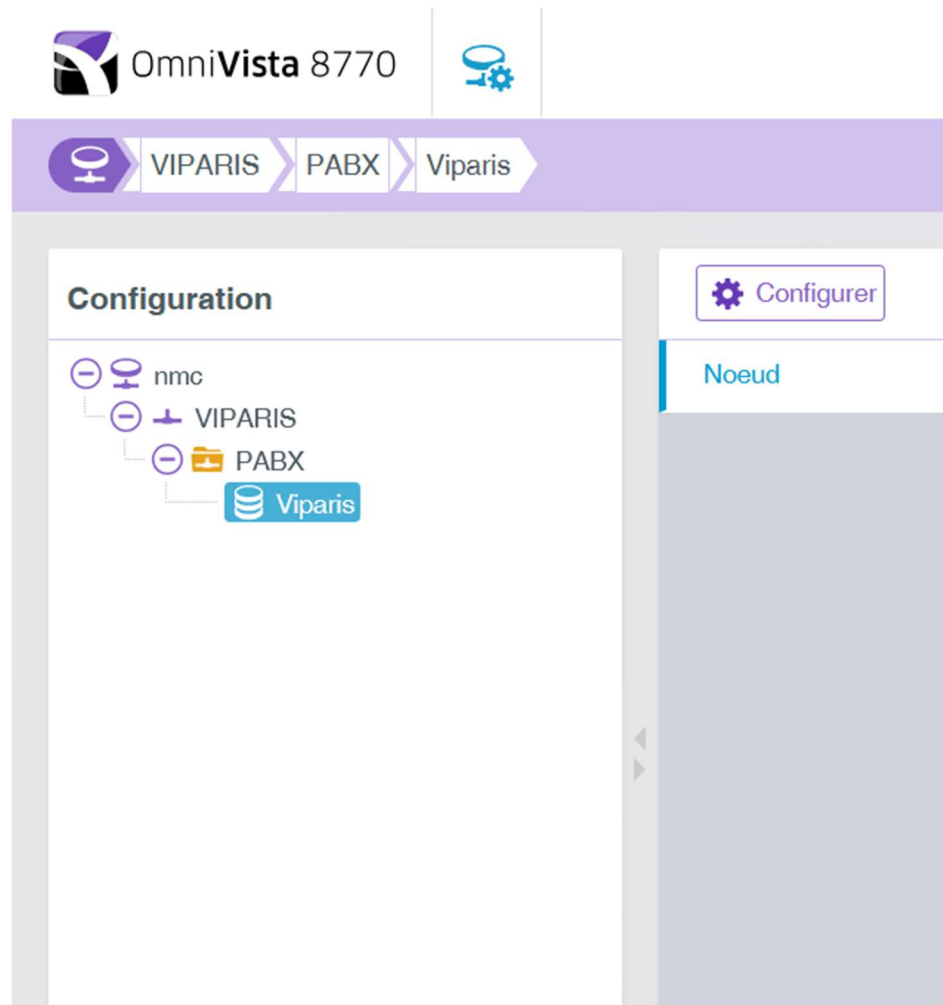 OmniVista 8770
VIPARIS PABX Viparis
Configuration
Configurer
nmc
Noeud
VIPARIS
PABX
Viparis